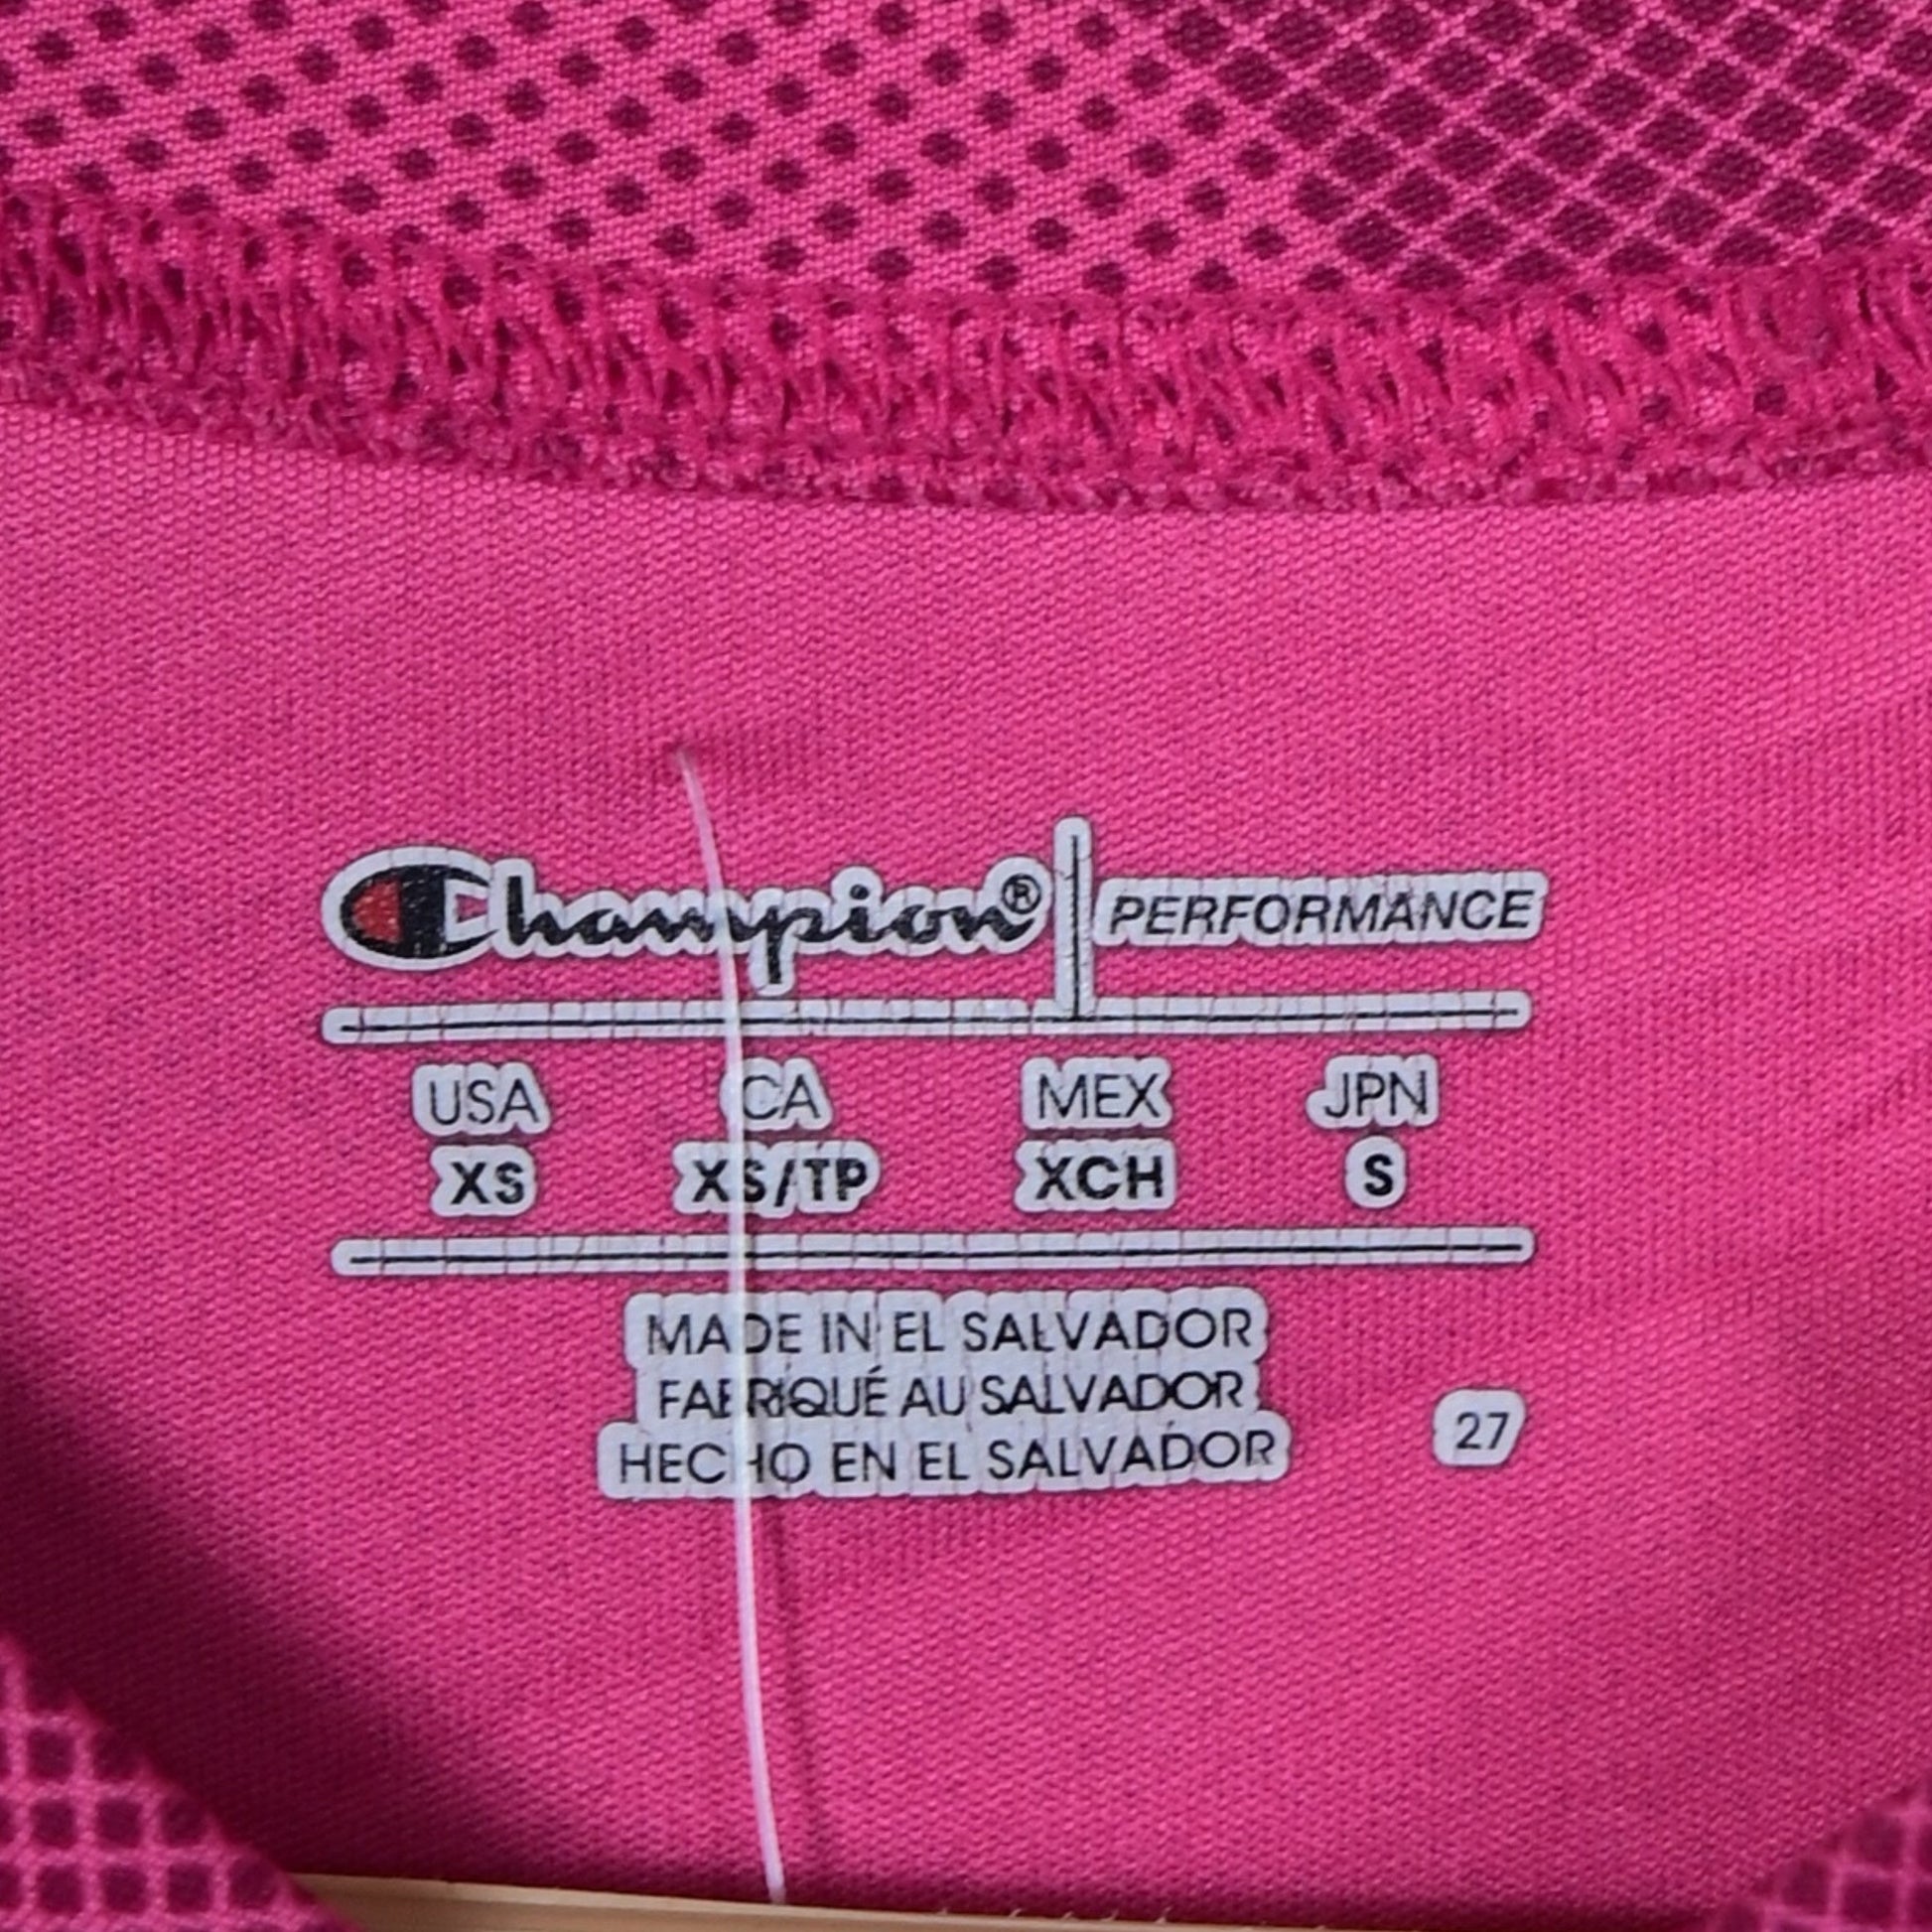 Champion® PERFORMANCE
USA CA MEX JPN
XS XS/TP XCH S
MADE IN EL SALVADOR
FABRIQUÉ AU SALVADOR
HECHO EN EL SALVADOR
27